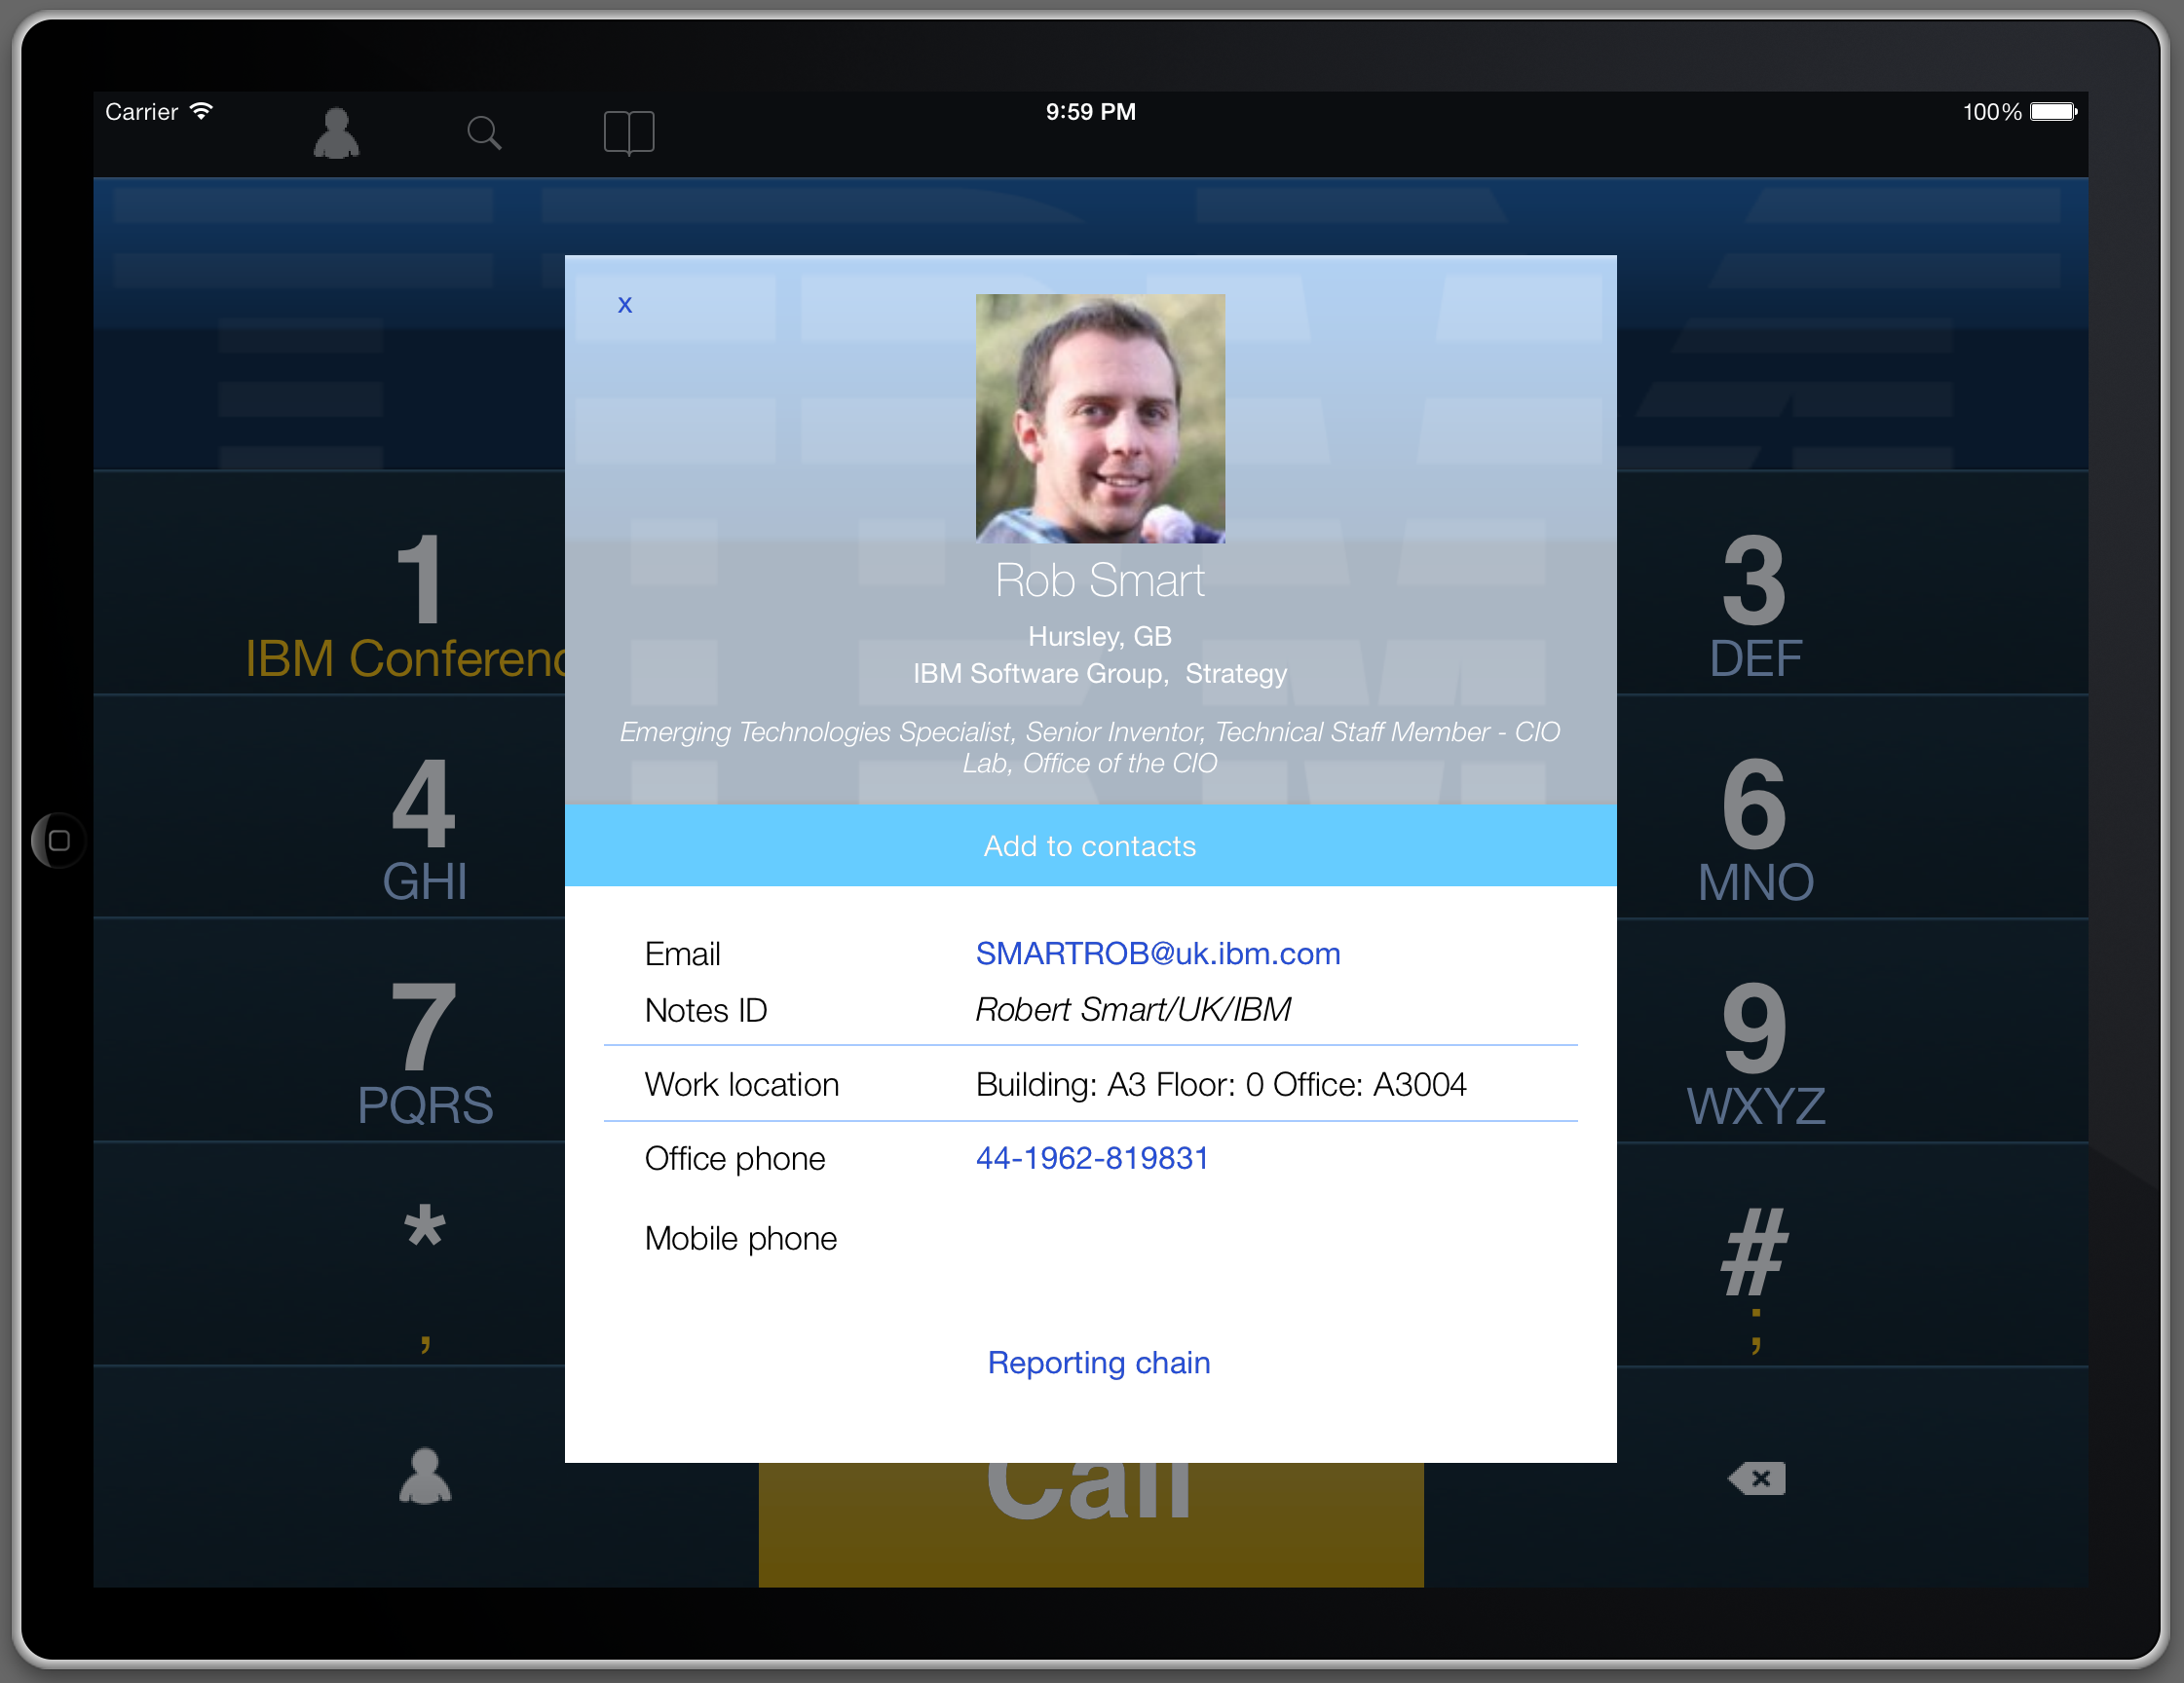 Carrier
9:59 PM
100%
IBM
x
IBM
Rob Smart
Hursley, GB
IBM Software Group, Strategy
Emerging Technologies Specialist, Senior Inventor, Technical Staff Member - CIO
Lab, Office of the CIO
Add to contacts
Email SMARTROB@uk.ibm.com
Notes ID Robert Smart/UK/IBM
Work location Building: A3 Floor: 0 Office: A3004
Office phone 44-1962-819831
Mobile phone
Reporting chain
1
IBM
3
DEF
4
GHI
6
MNO
7
PQRS
9
WXYZ
*
,
#
;
Call